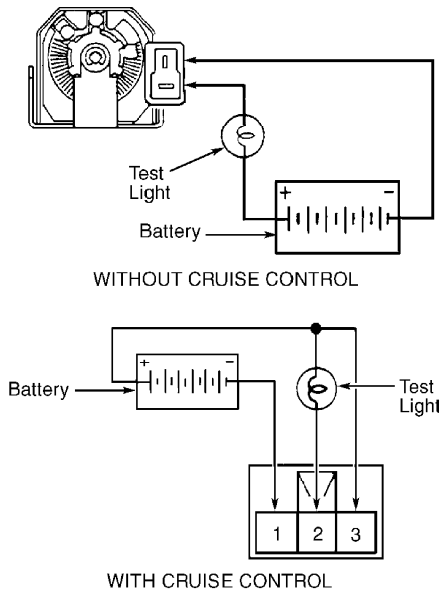 Test
Light
+ −
Battery
WITHOUT CRUISE CONTROL
+ −
Battery
Test
Light
1 2 3
WITH CRUISE CONTROL